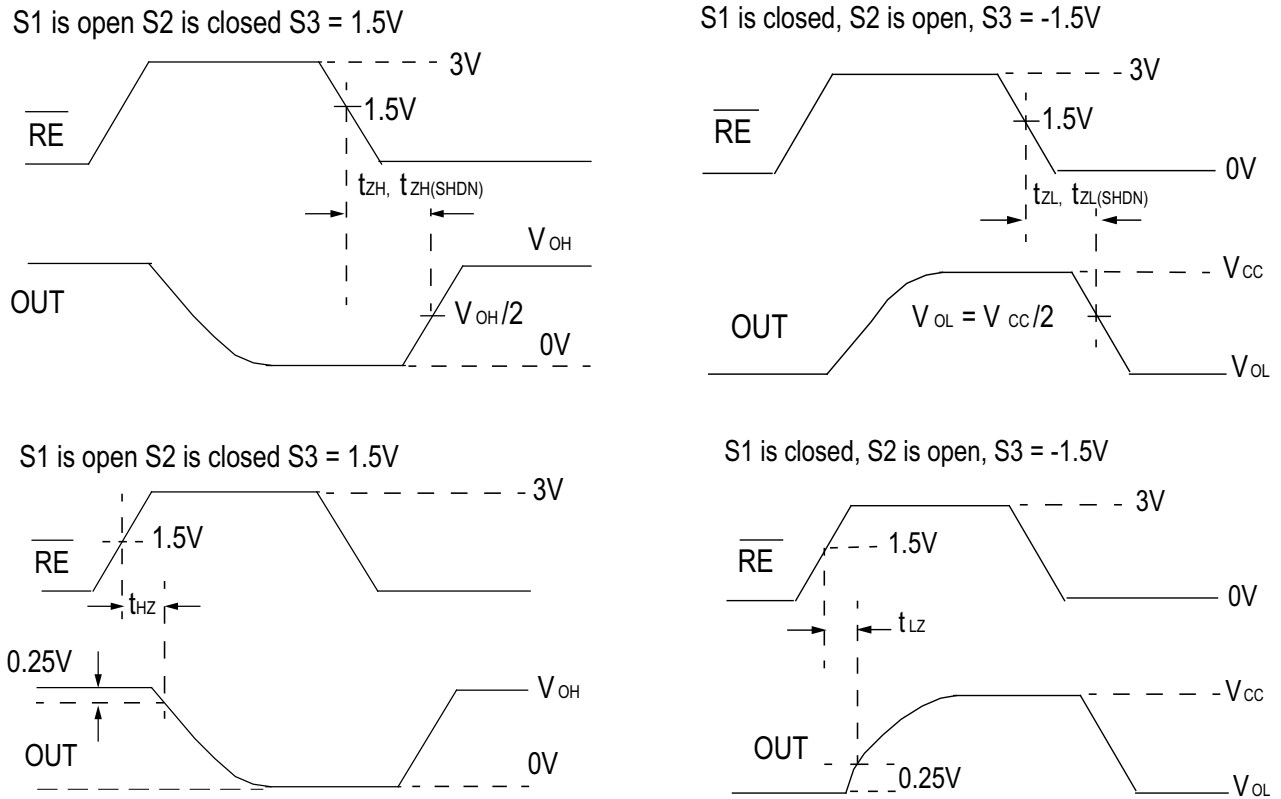 S1 is open S2 is closed S3 = 1.5V
3V
1.5V
RE
tZH, tZH(SHDN)
VOH
OUT
VOH/2
0V
S1 is closed, S2 is open, S3 = -1.5V
3V
1.5V
RE
0V
tZL, tZL(SHDN)
VCC
OUT
VOL = VCC/2
VOL
S1 is open S2 is closed S3 = 1.5V
3V
1.5V
RE
tHZ
0.25V
VOH
OUT
0V
S1 is closed, S2 is open, S3 = -1.5V
3V
1.5V
RE
0V
tLZ
VCC
OUT
0.25V
VOL